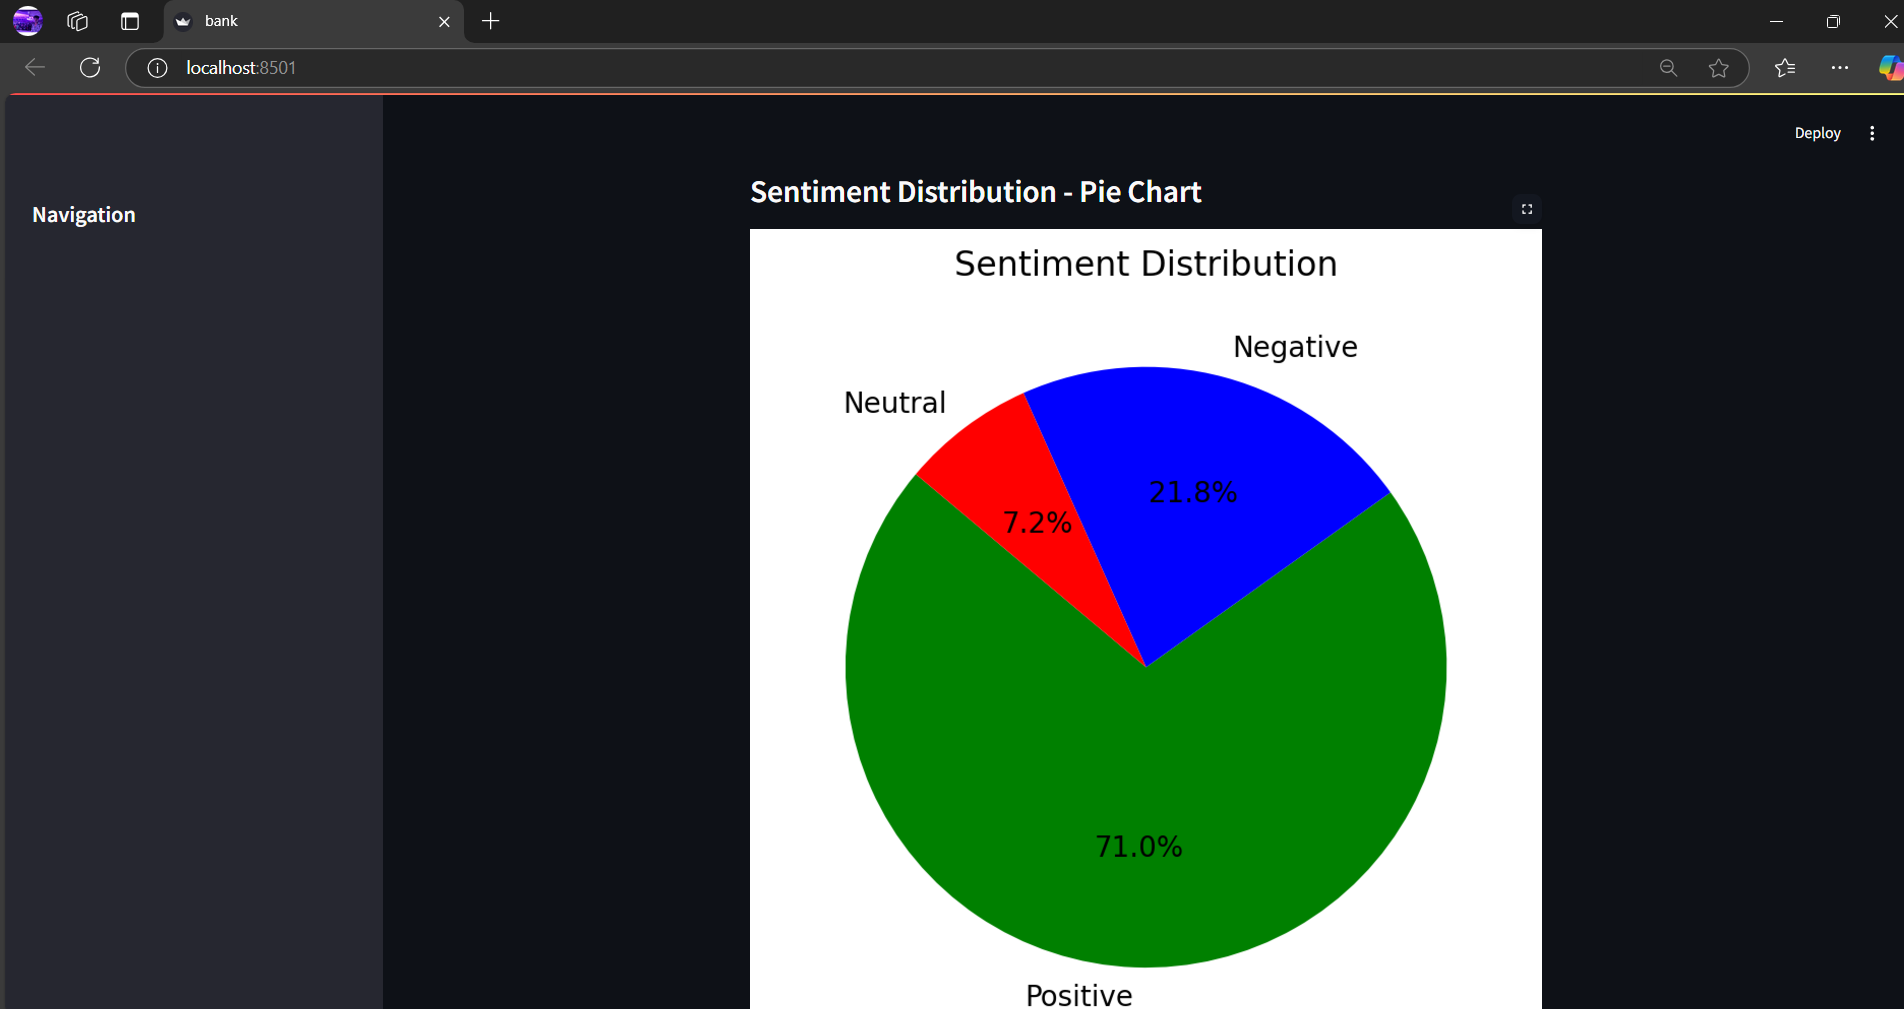 bank
localhost:8501
Deploy
Navigation
Sentiment Distribution - Pie Chart
Sentiment Distribution
Negative
Neutral
21.8%
7.2%
71.0%
Positive